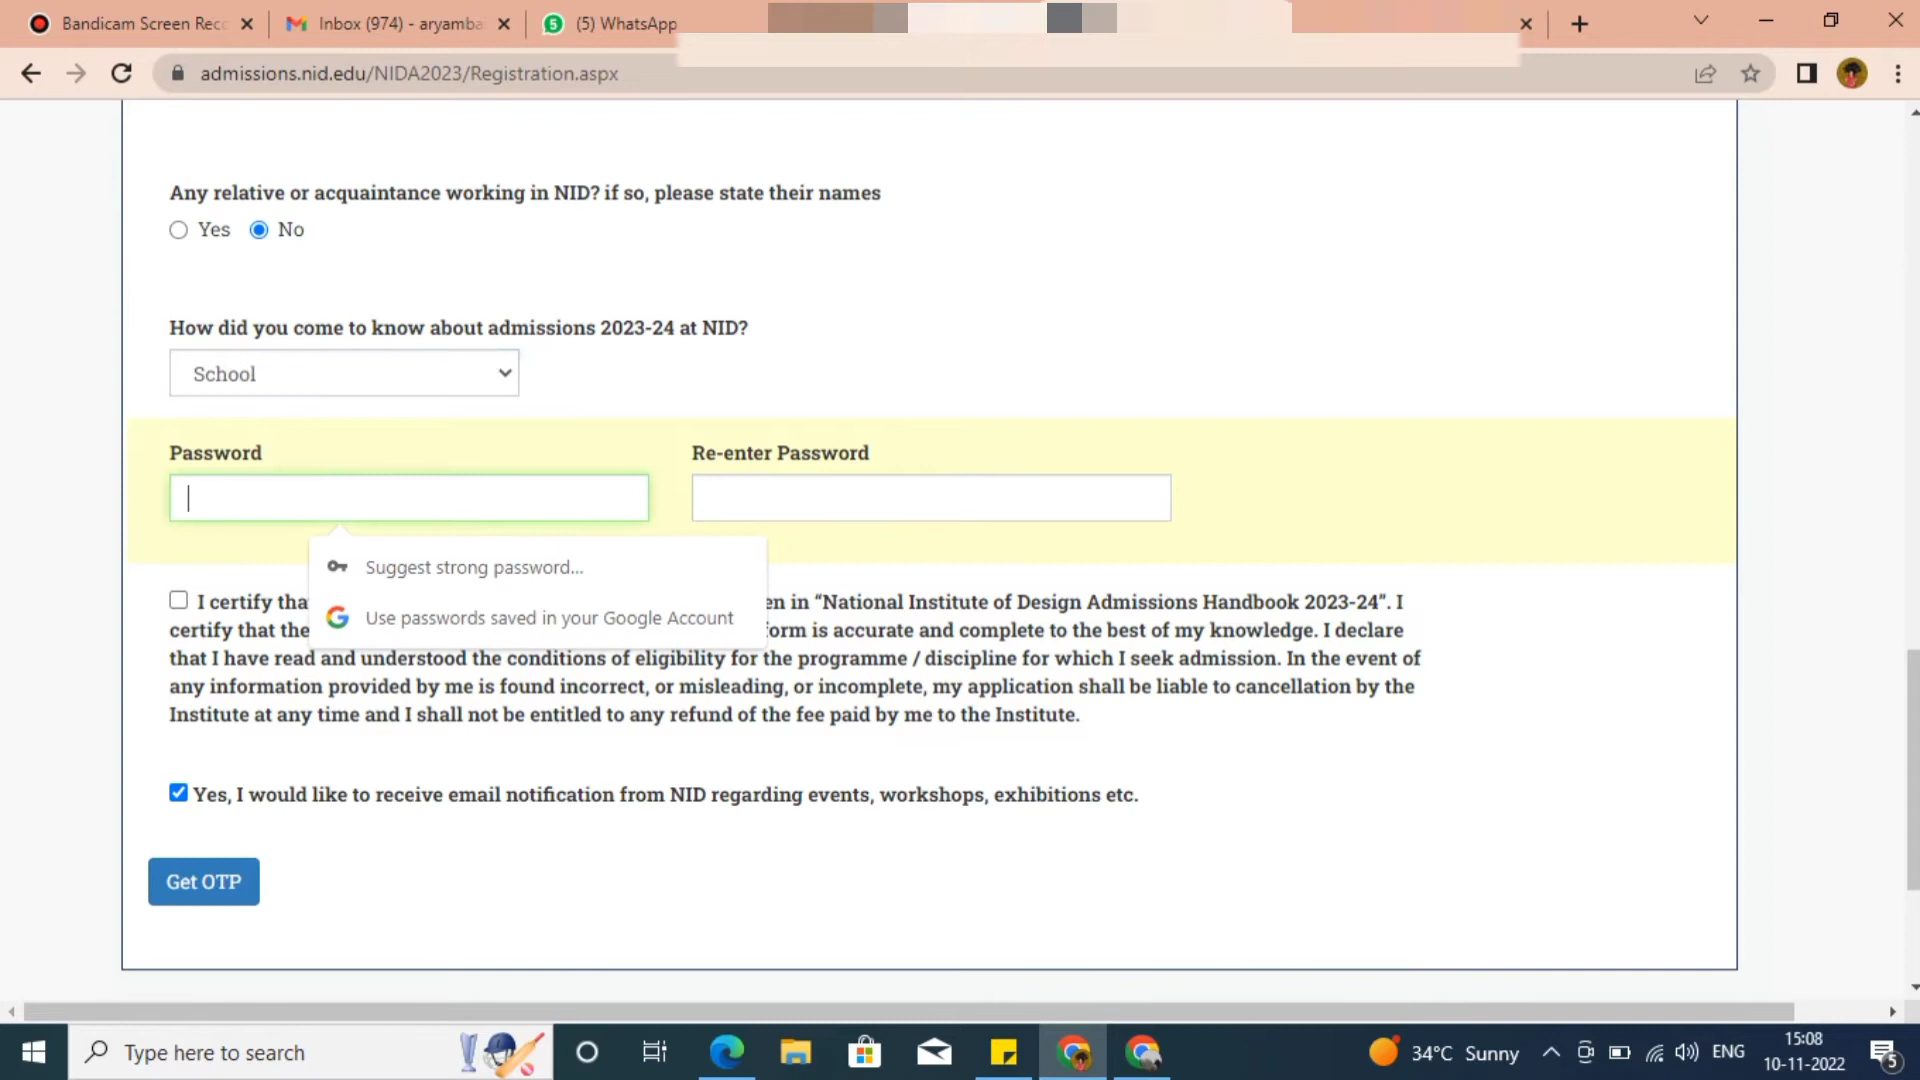 Bandicam Screen Rec
Inbox (974) - aryamba
5
(5) WhatsApp
admissions.nid.edu/NIDA2023/Registration.aspx
Any relative or acquaintance working in NID? if so, please state their names
Yes No
How did you come to know about admissions 2023-24 at NID?
School
Password Re-enter Password
Suggest strong password...
Use passwords saved in your Google Account
I certify tha en in “National Institute of Design Admissions Handbook 2023-24”. I
certify that the form is accurate and complete to the best of my knowledge. I declare
that I have read and understood the conditions of eligibility for the programme / discipline for which I seek admission. In the event of
any information provided by me is found incorrect, or misleading, or incomplete, my application shall be liable to cancellation by the
Institute at any time and I shall not be entitled to any refund of the fee paid by me to the Institute.
Yes, I would like to receive email notification from NID regarding events, workshops, exhibitions etc.
Get OTP
Type here to search
34°C Sunny
ENG
15:08
10-11-2022
5